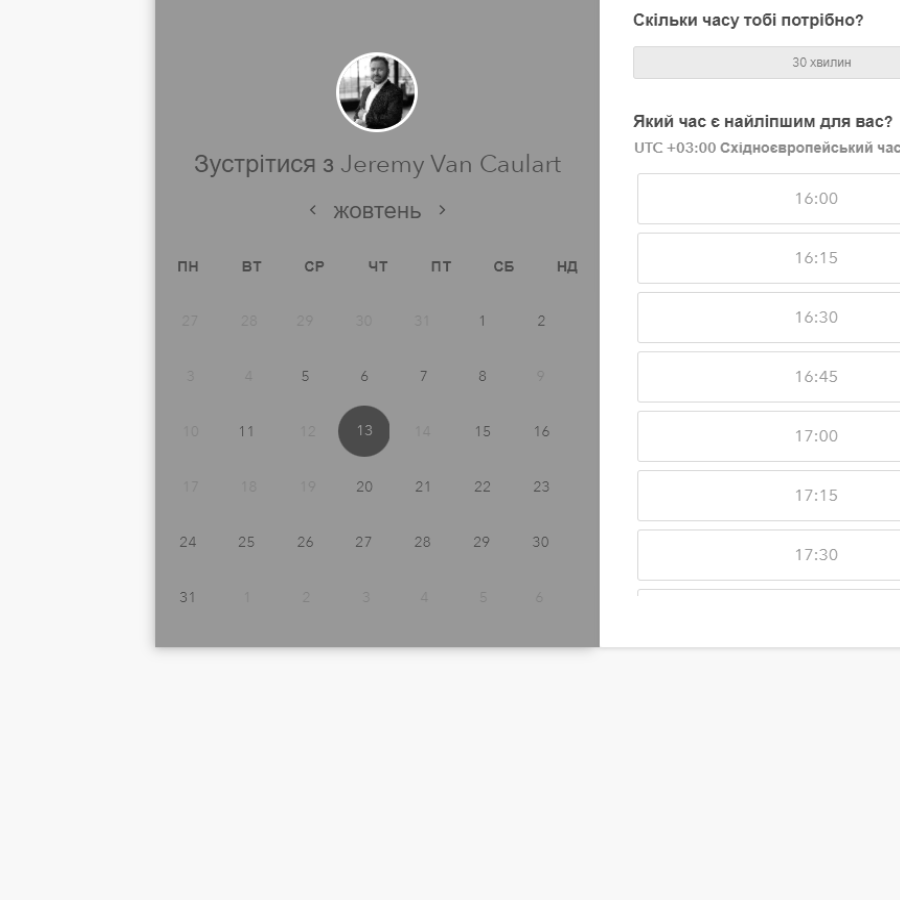 Зустрітися з Jeremy Van Caulart
‹ жовтень ›
ПН ВТ СР ЧТ ПТ СБ НД
27 28 29 30 31 1 2
3 4 5 6 7 8 9
10 11 12 13 14 15 16
17 18 19 20 21 22 23
24 25 26 27 28 29 30
31 1 2 3 4 5 6
Скільки часу тобі потрібно?
30 хвилин
Який час є найліпшим для вас?
UTC +03:00 Східноєвропейський час
16:00
16:15
16:30
16:45
17:00
17:15
17:30